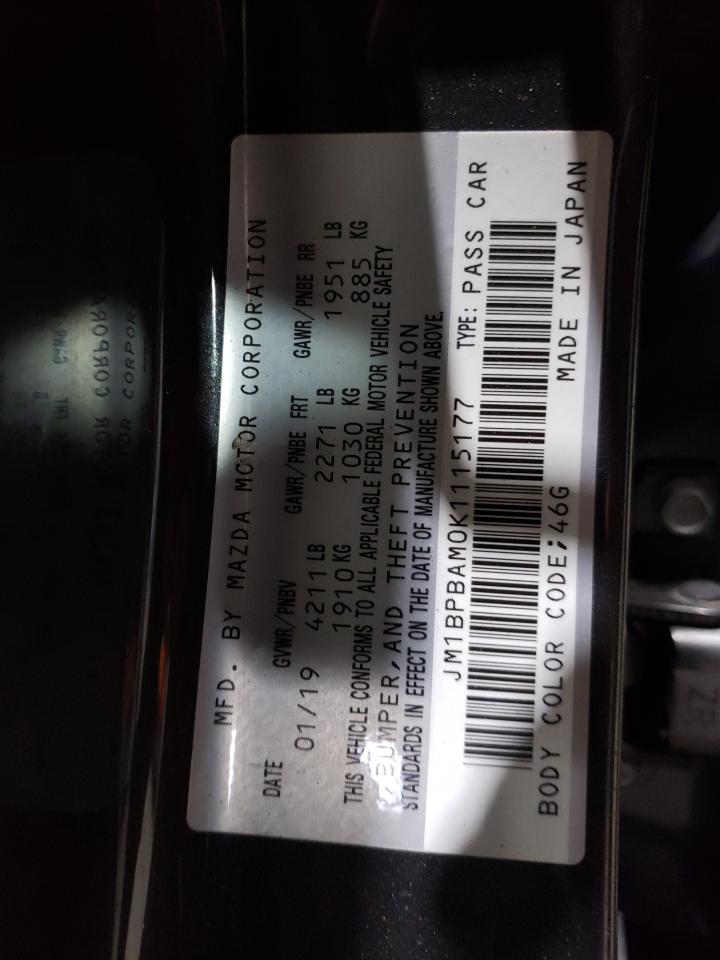 MFD. BY MAZDA MOTOR CORPORATION
DATE GVWR/PNBV GAWR/PNBE FRT GAWR/PNBE RR
01/19 4211 LB 2271 LB 1951 LB
1910 KG 1030 KG 885 KG
THIS VEHICLE CONFORMS TO ALL APPLICABLE FEDERAL MOTOR VEHICLE SAFETY
BUMPER, AND THEFT PREVENTION
STANDARDS IN EFFECT ON THE DATE OF MANUFACTURE SHOWN ABOVE.
JM1BPBAM0K1115177 TYPE: PASS CAR
BODY COLOR CODE;46G MADE IN JAPAN